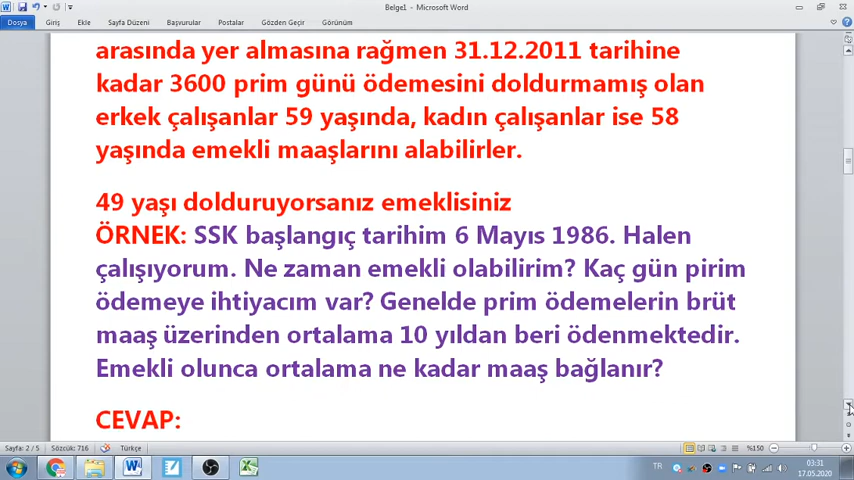 Belge1 - Microsoft Word
Dosya Giriş Ekle Sayfa Düzeni Başvurular Postalar Gözden Geçir Görünüm
arasında yer almasına rağmen 31.12.2011 tarihine
kadar 3600 prim günü ödemesini doldurmamış olan
erkek çalışanlar 59 yaşında, kadın çalışanlar ise 58
yaşında emekli maaşlarını alabilirler.
49 yaşı dolduruyorsanız emeklisiniz
ÖRNEK: SSK başlangıç tarihim 6 Mayıs 1986. Halen
çalışıyorum. Ne zaman emekli olabilirim? Kaç gün pirim
ödemeye ihtiyacım var? Genelde prim ödemelerin brüt
maaş üzerinden ortalama 10 yıldan beri ödenmektedir.
Emekli olunca ortalama ne kadar maaş bağlanır?
CEVAP:
Sayfa: 2 / 5 Sözcük: 716 Türkçe %150
TR 03:31
17.05.2020